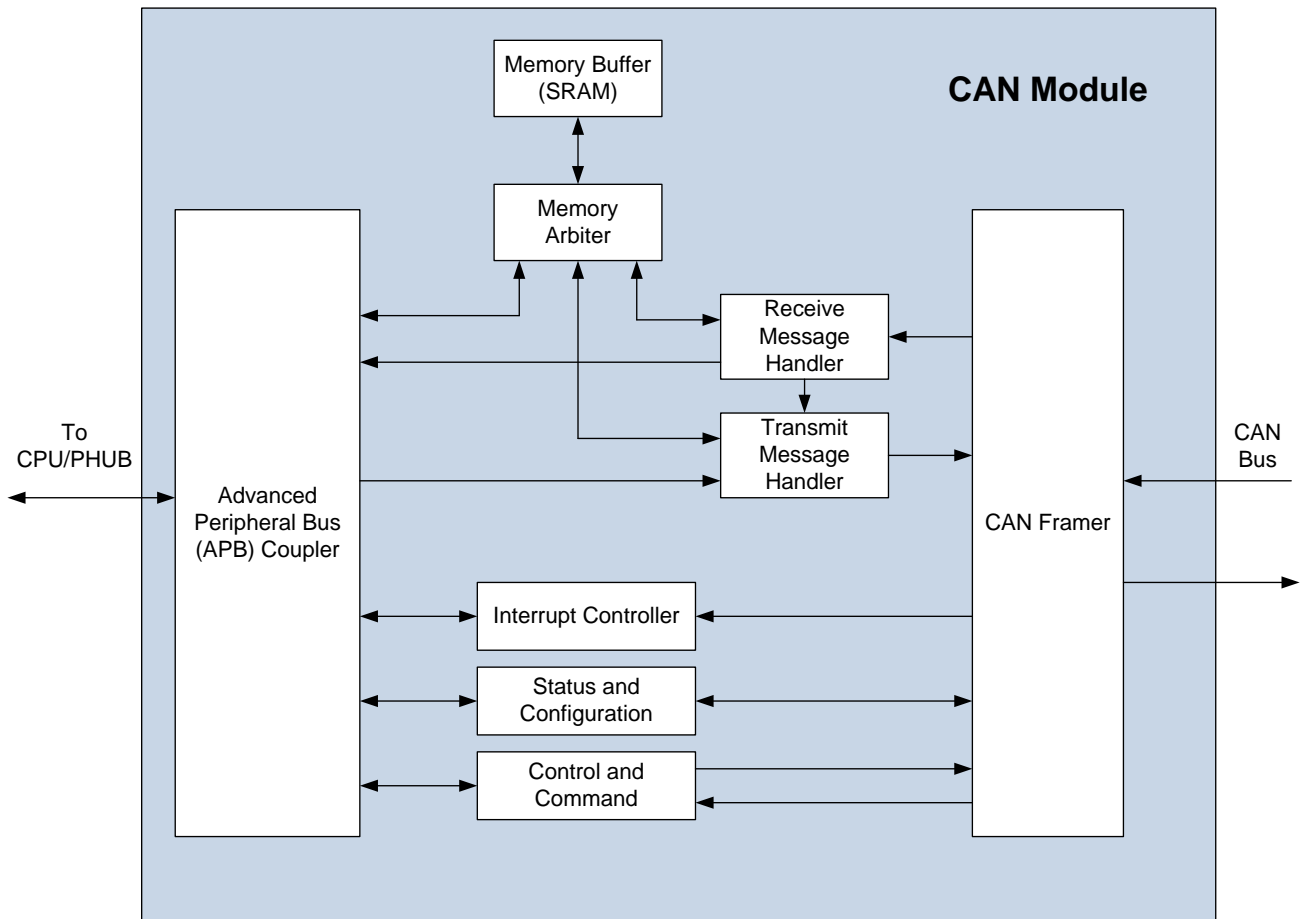 Memory Buffer
(SRAM)
CAN Module
Memory
Arbiter
Receive
Message
Handler
Transmit
Message
Handler
To
CPU/PHUB
CAN
Bus
Advanced
Peripheral Bus
(APB) Coupler
CAN Framer
Interrupt Controller
Status and
Configuration
Control and
Command